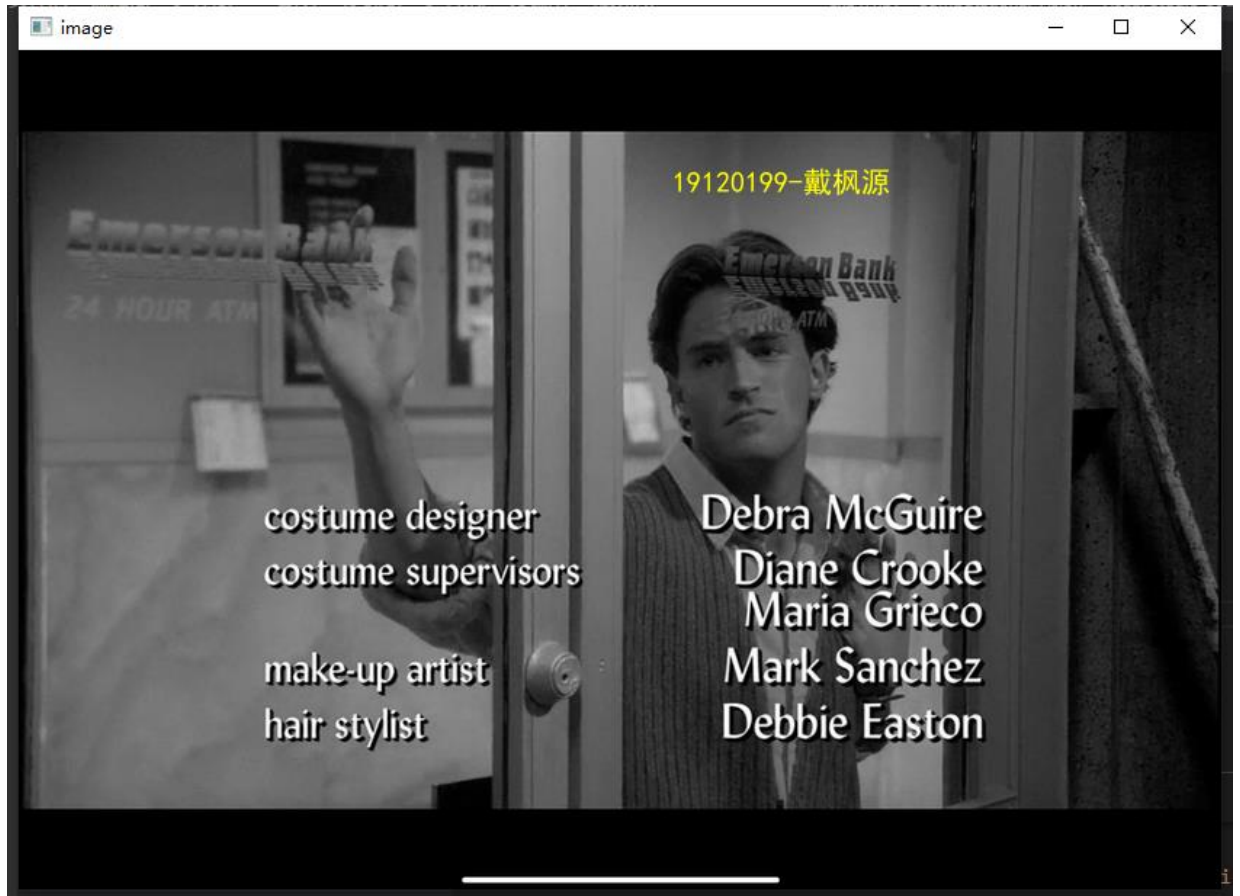 image
19120199-戴枫源
Emerson Bank
24 HOUR ATM
Emerson Bank
ATM
costume designer Debra McGuire
costume supervisors Diane Crooke
Maria Grieco
make-up artist Mark Sanchez
hair stylist Debbie Easton